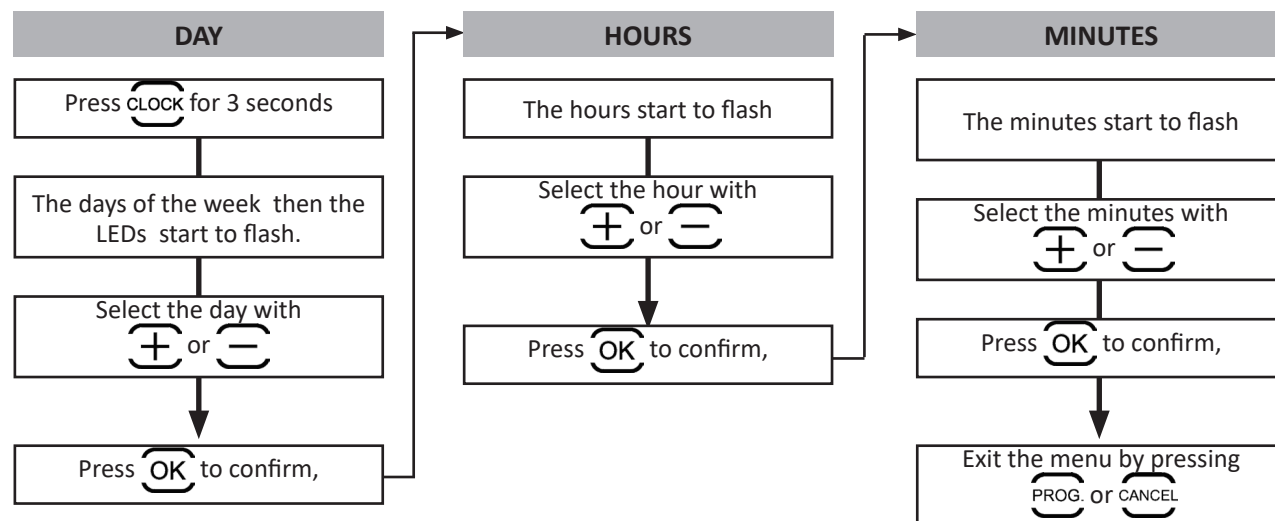 DAY
Press CLOCK for 3 seconds
The days of the week then the
LEDs start to flash.
Select the day with
+ or −
Press OK to confirm,
HOURS
The hours start to flash
Select the hour with
+ or −
Press OK to confirm,
MINUTES
The minutes start to flash
Select the minutes with
+ or −
Press OK to confirm,
Exit the menu by pressing
PROG. or CANCEL